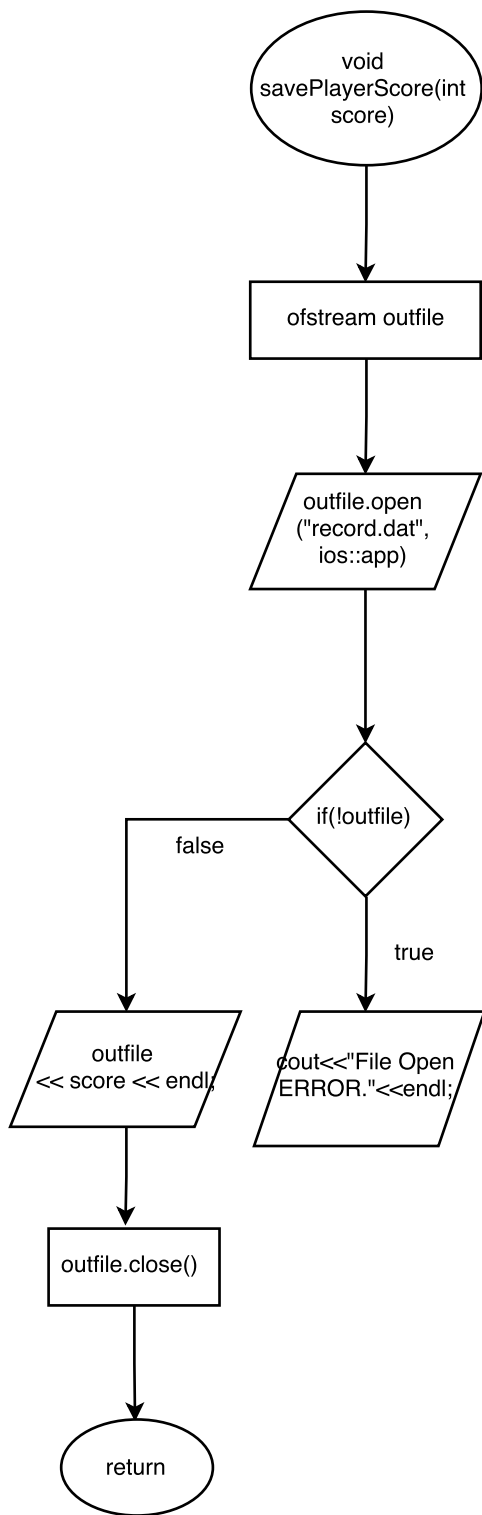 void
savePlayerScore(int
score)
ofstream outfile
outfile.open
("record.dat",
ios::app)
if(!outfile)
false
true
outfile
<< score << endl;
cout<<"File Open
ERROR."<<endl;
outfile.close()
return